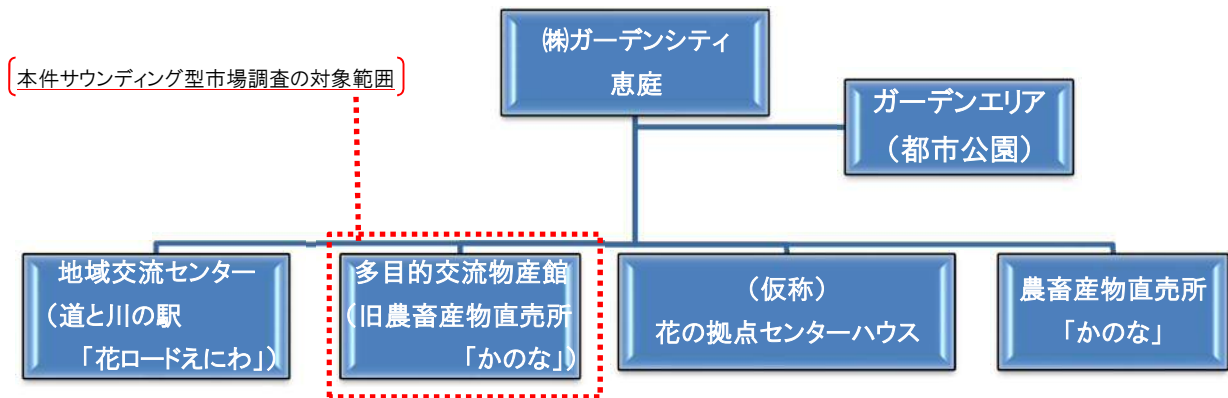 ㈱ガーデンシティ
恵庭
本件サウンディング型市場調査の対象範囲
ガーデンエリア
（都市公園）
地域交流センター
（道と川の駅
「花ロードえにわ」）
多目的交流物産館
（旧農畜産物直売所
「かのな」）
（仮称）
花の拠点センターハウス
農畜産物直売所
「かのな」